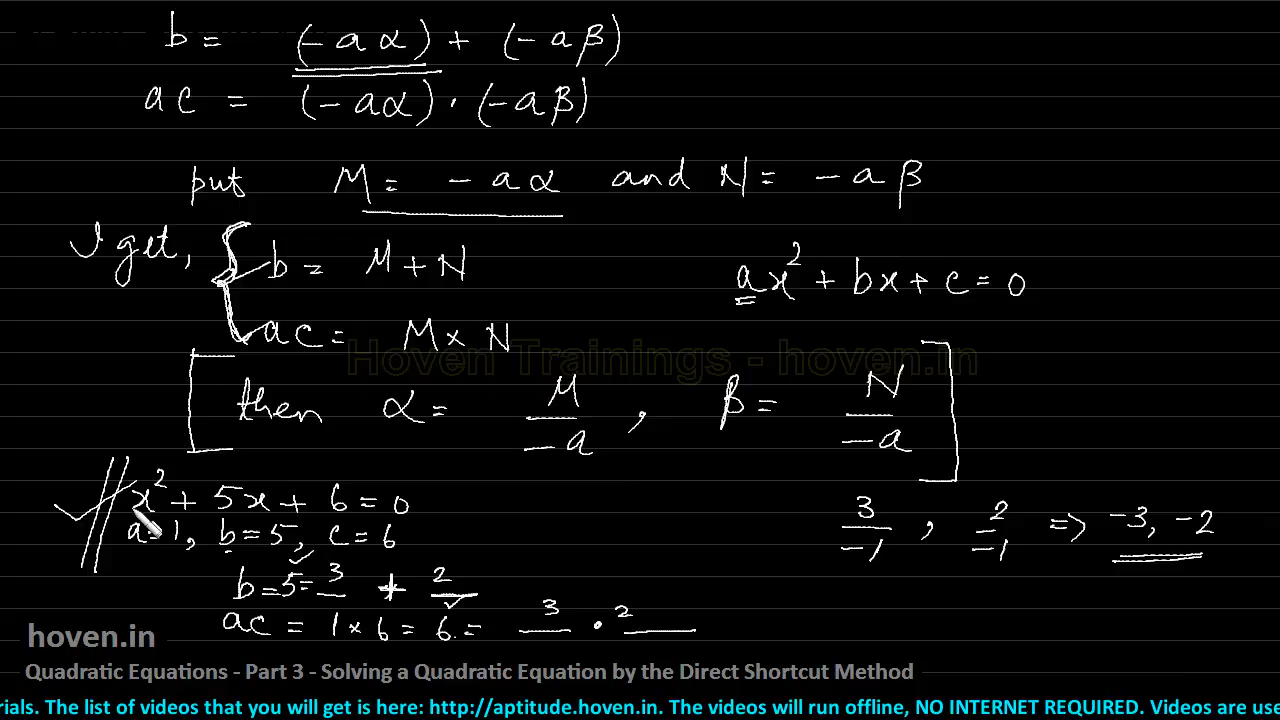 b = (-aα) + (-aβ)
ac = (-aα) · (-aβ)
put M = -aα and N = -aβ
I get, { b = M + N
ax² + bx + c = 0
ac = M × N
Hoven Trainings - hoven.in
[ then α = M/-a , β = N/-a ]
x² + 5x + 6 = 0
a = 1, b = 5, c = 6
3/-1 , 2/-1 => -3, -2
b = 5 = 3 + 2
ac = 1 × 6 = 6 = 3 · 2
hoven.in
Quadratic Equations - Part 3 - Solving a Quadratic Equation by the Direct Shortcut Method
rials. The list of videos that you will get is here: http://aptitude.hoven.in. The videos will run offline, NO INTERNET REQUIRED. Videos are use